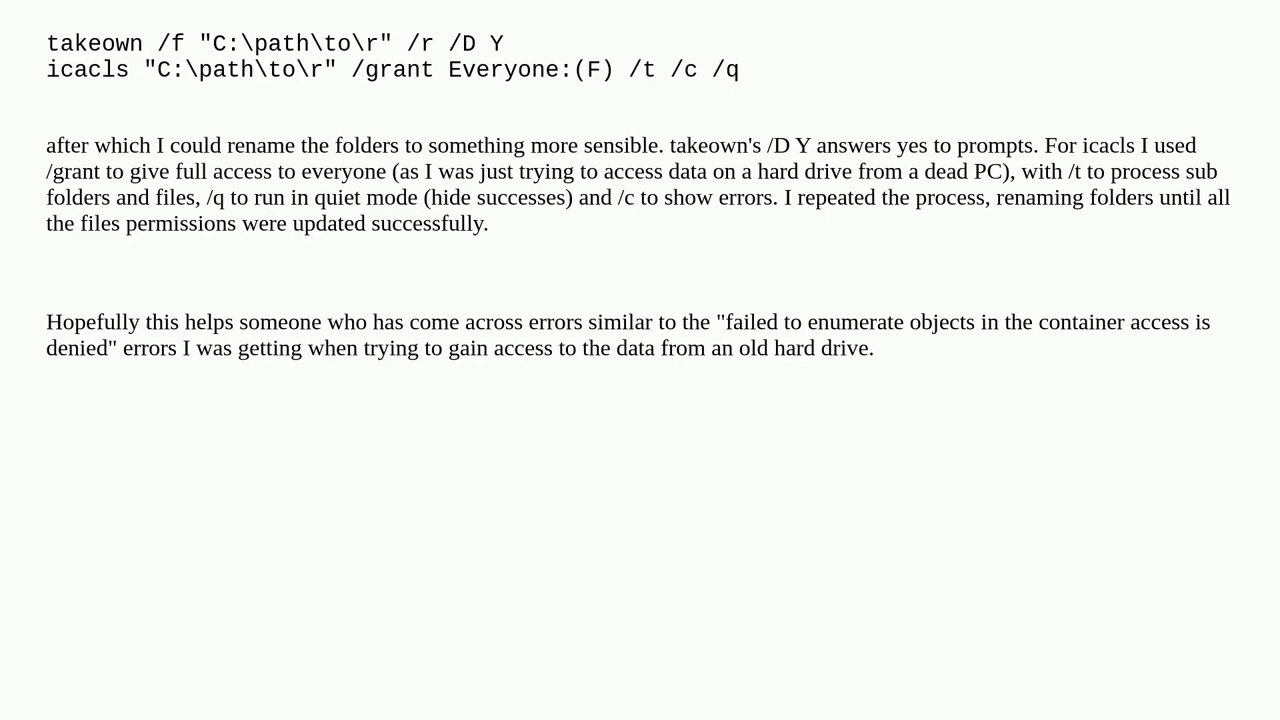 takeown /f "C:\path\to\r" /r /D Y
icacls "C:\path\to\r" /grant Everyone:(F) /t /c /q
after which I could rename the folders to something more sensible. takeown's /D Y answers yes to prompts. For icacls I used
/grant to give full access to everyone (as I was just trying to access data on a hard drive from a dead PC), with /t to process sub
folders and files, /q to run in quiet mode (hide successes) and /c to show errors. I repeated the process, renaming folders until all
the files permissions were updated successfully.
Hopefully this helps someone who has come across errors similar to the "failed to enumerate objects in the container access is
denied" errors I was getting when trying to gain access to the data from an old hard drive.